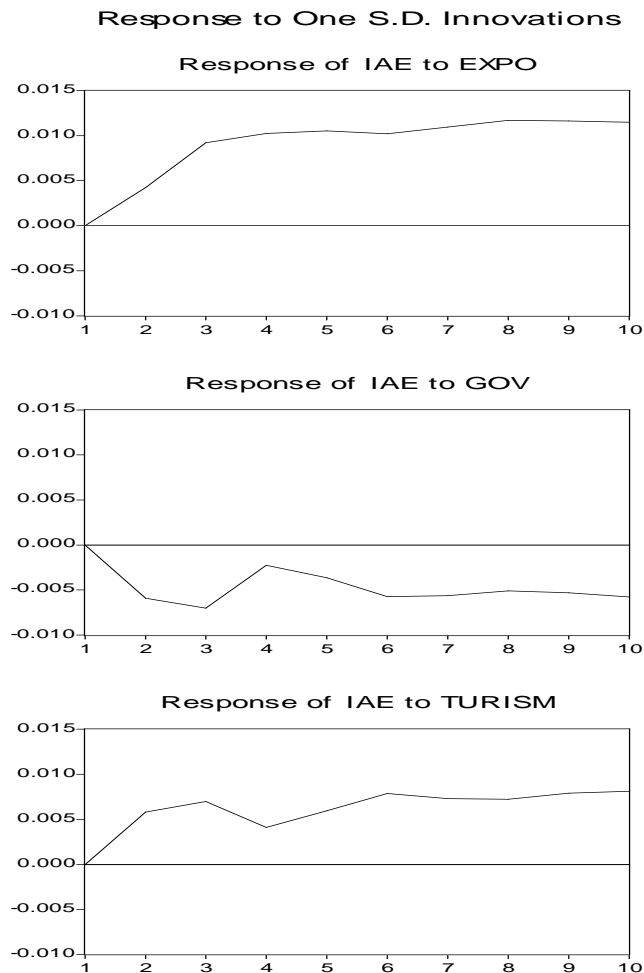 Response to One S.D. Innovations
Response of IAE to EXPO
0.015
0.010
0.005
0.000
-0.005
-0.010
1 2 3 4 5 6 7 8 9 10
Response of IAE to GOV
0.015
0.010
0.005
0.000
-0.005
-0.010
1 2 3 4 5 6 7 8 9 10
Response of IAE to TURISM
0.015
0.010
0.005
0.000
-0.005
-0.010
1 2 3 4 5 6 7 8 9 10